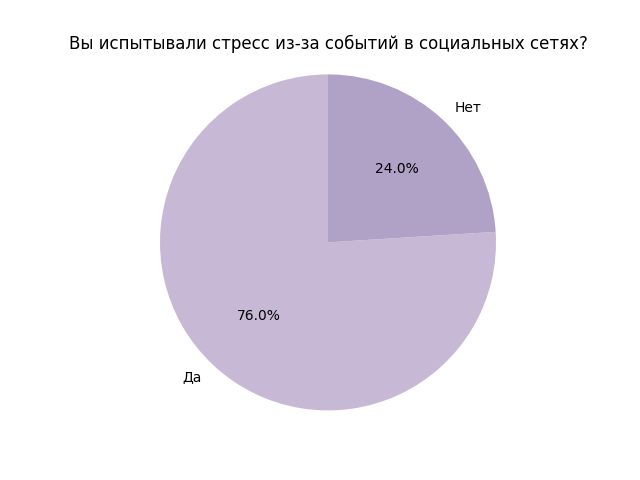 Вы испытывали стресс из-за событий в социальных сетях?
Нет
24.0%
76.0%
Да